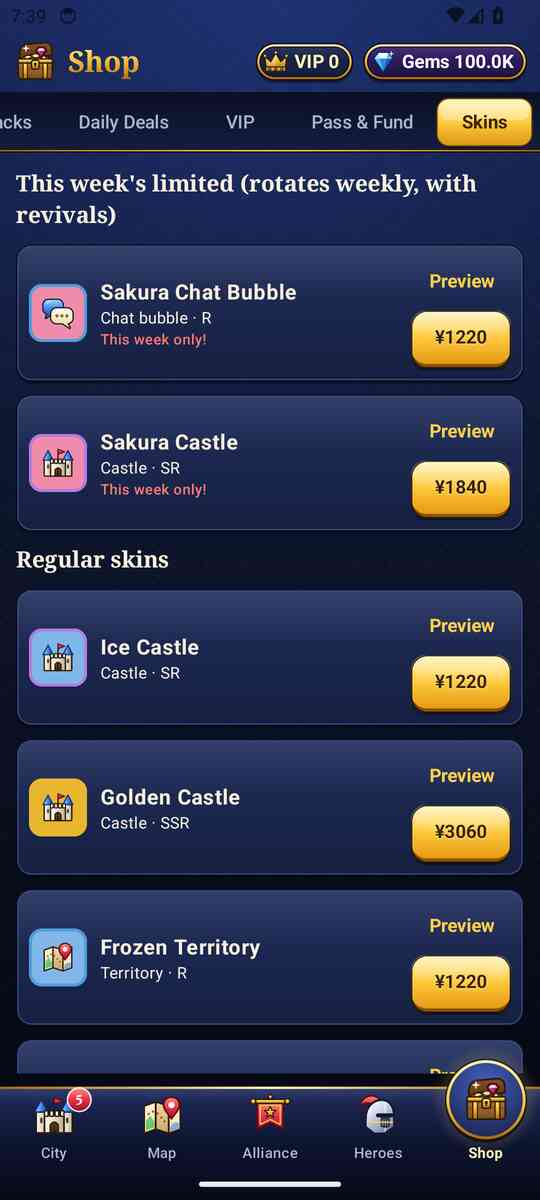 7:39
Shop
VIP 0
Gems 100.0K
Daily Deals
VIP
Pass & Fund
Skins
This week's limited (rotates weekly, with
revivals)
Sakura Chat Bubble
Chat bubble · R
This week only!
Preview
¥1220
Sakura Castle
Castle · SR
This week only!
Preview
¥1840
Regular skins
Ice Castle
Castle · SR
Preview
¥1220
Golden Castle
Castle · SSR
Preview
¥3060
Frozen Territory
Territory · R
Preview
¥1220
5
City
Map
Alliance
Heroes
Shop